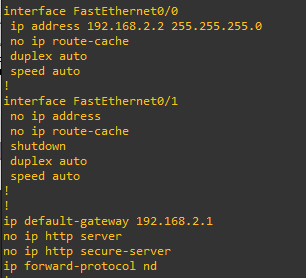 interface FastEthernet0/0
 ip address 192.168.2.2 255.255.255.0
 no ip route-cache
 duplex auto
 speed auto
!
interface FastEthernet0/1
 no ip address
 no ip route-cache
 shutdown
 duplex auto
 speed auto
!
!
ip default-gateway 192.168.2.1
no ip http server
no ip http secure-server
ip forward-protocol nd
!